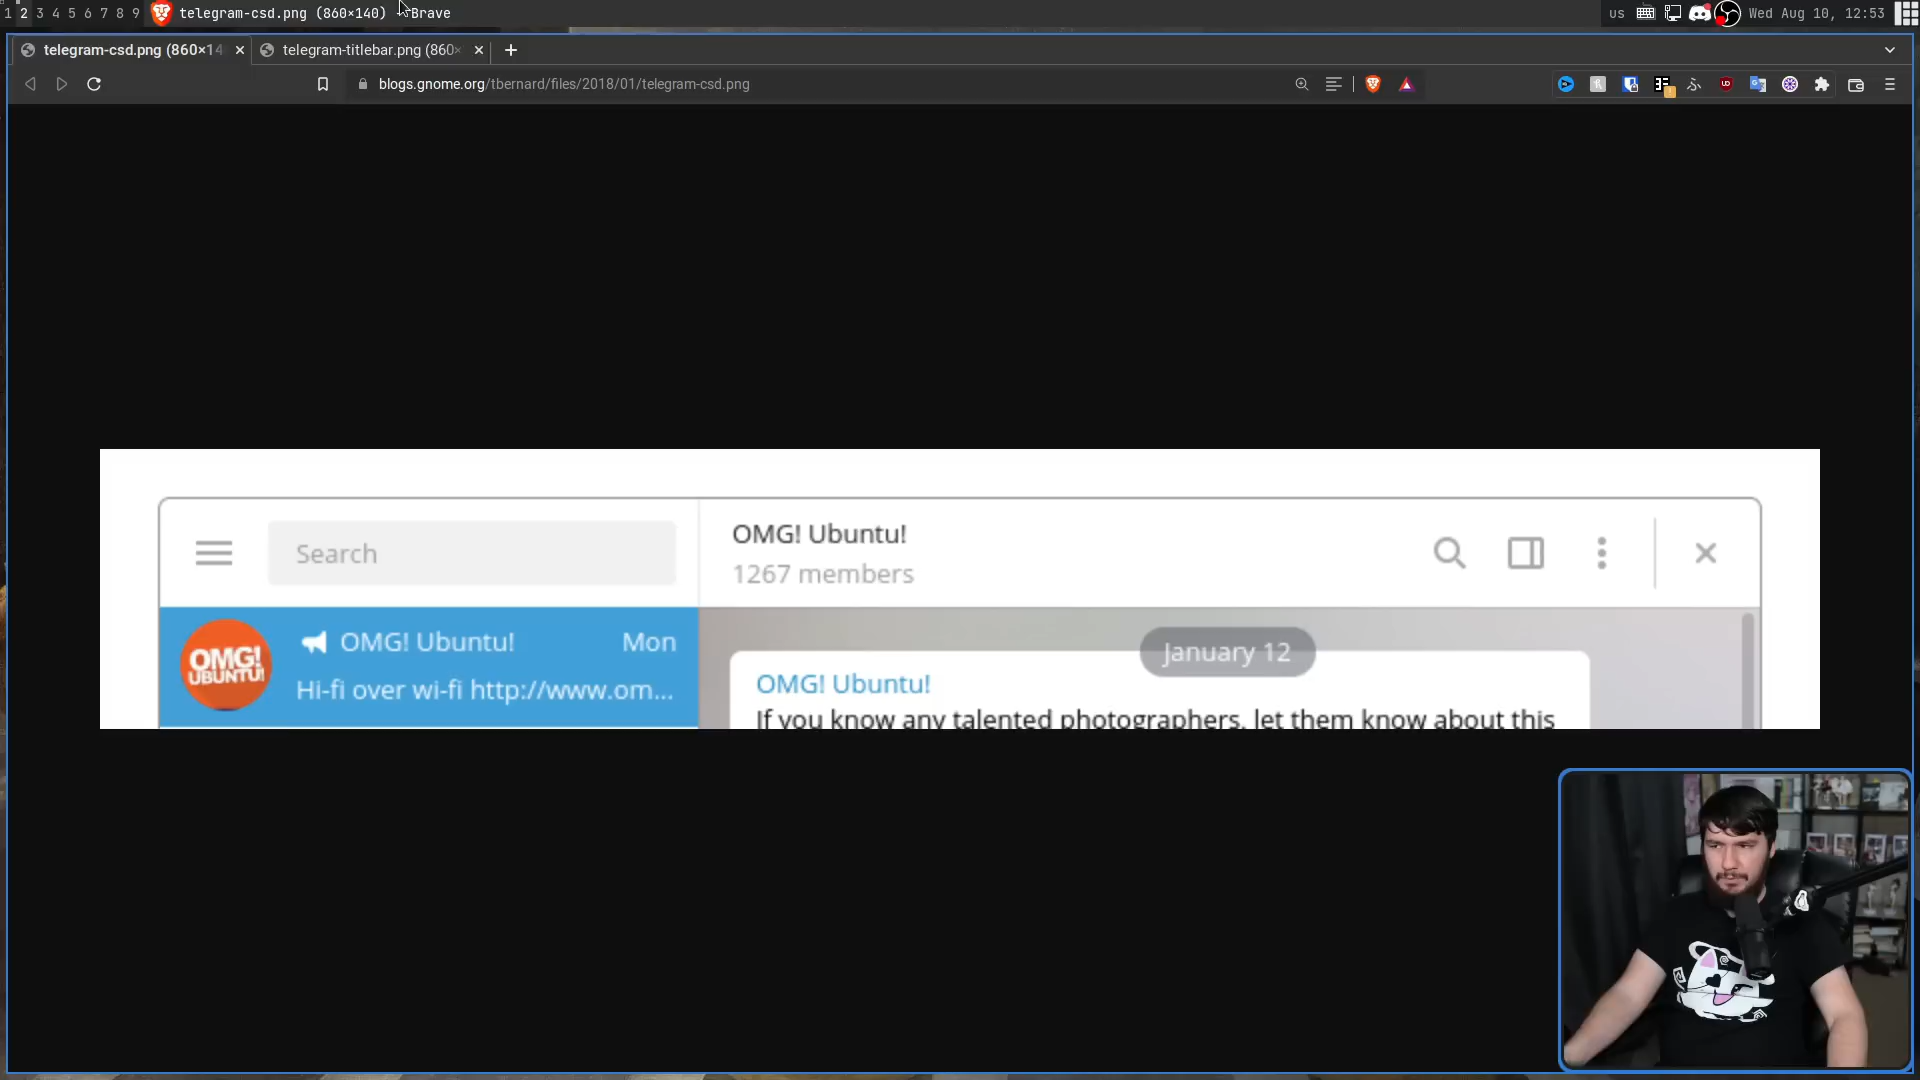 1 2 3 4 5 6 7 8 9 telegram-csd.png (860×140) - Brave us Wed Aug 10, 12:53
telegram-csd.png (860×14 telegram-titlebar.png (860×
blogs.gnome.org/tbernard/files/2018/01/telegram-csd.png
Search
OMG! Ubuntu!
1267 members
OMG!
UBUNTU!
OMG! Ubuntu! Mon
Hi-fi over wi-fi http://www.om...
January 12
OMG! Ubuntu!
If you know any talented photographers, let them know about this